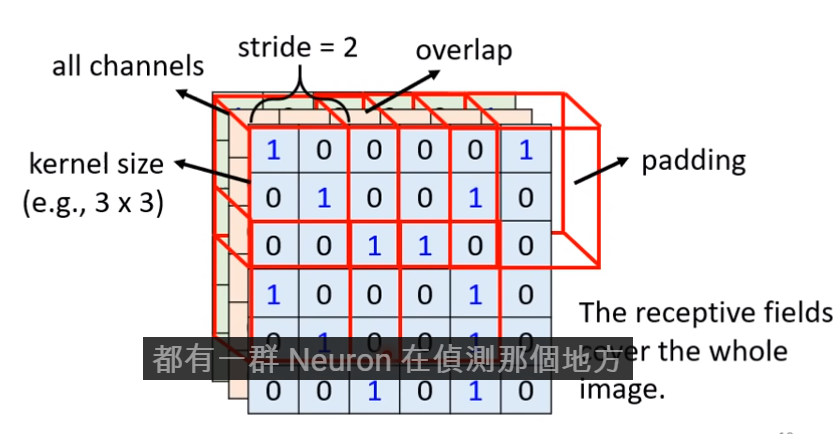 stride = 2
overlap
all channels
kernel size
(e.g., 3 x 3)
padding
1 0 0 0 0 1
0 1 0 0 1 0
0 0 1 1 0 0
1 0 0 0 1 0
0 1 0 0 1 0
0 0 1 0 1 0
The receptive fields
cover the whole
image.
都有一群 Neuron 在偵測那個地方